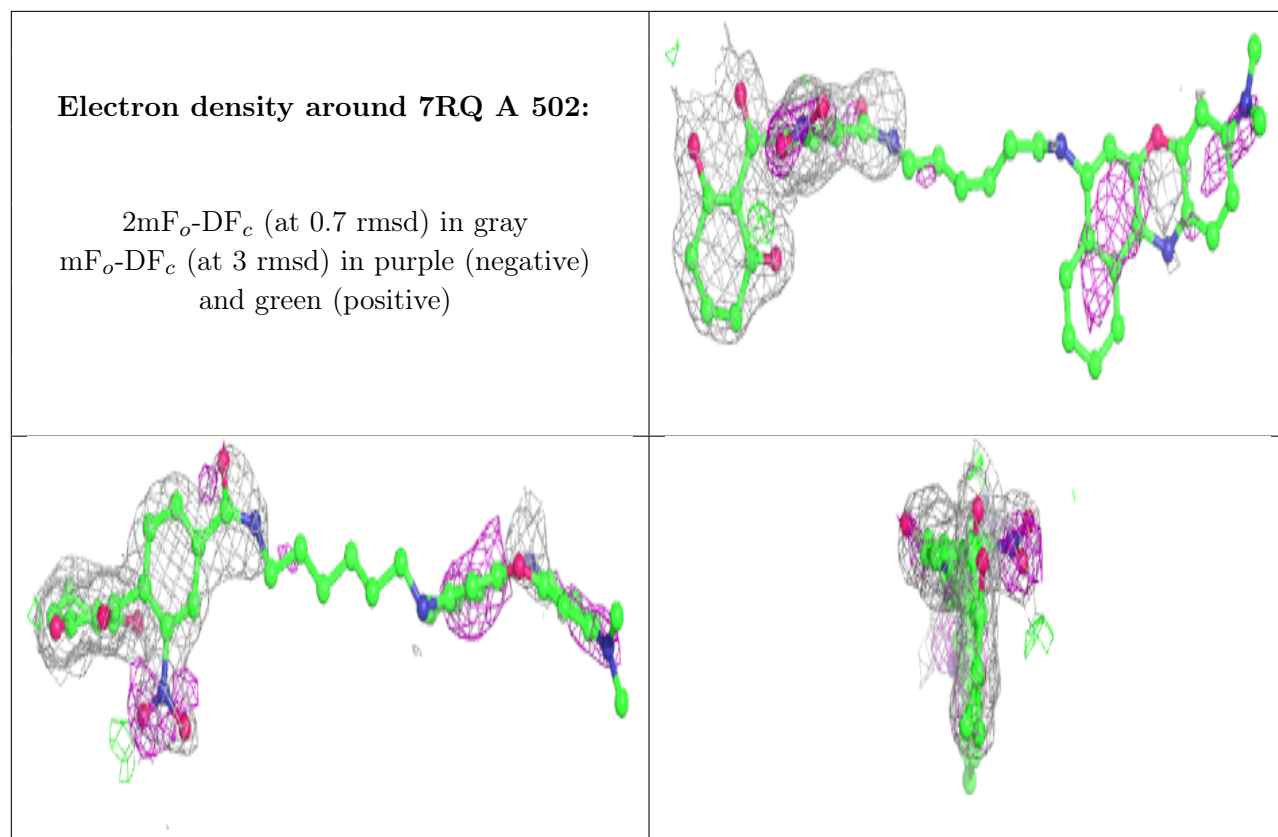 Electron density around 7RQ A 502:
2mFₒ-DF𝒸 (at 0.7 rmsd) in gray
mFₒ-DF𝒸 (at 3 rmsd) in purple (negative)
and green (positive)